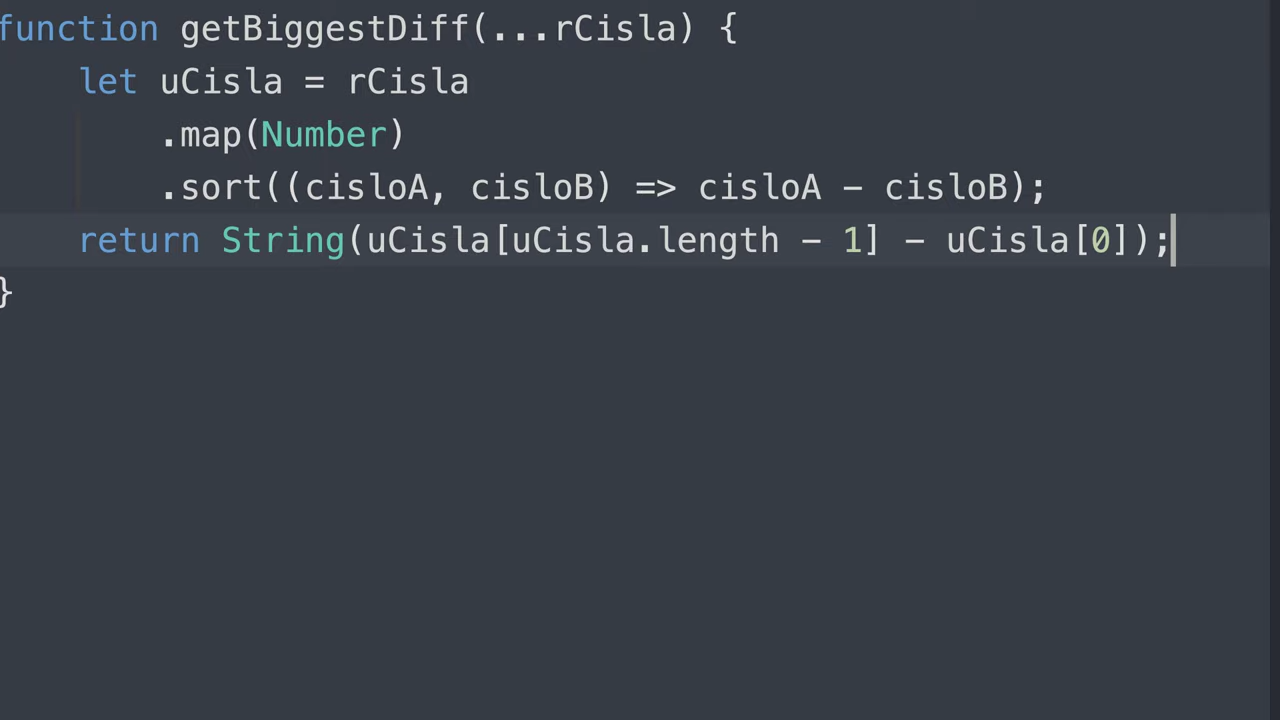 function getBiggestDiff(...rCisla) {
    let uCisla = rCisla
        .map(Number)
        .sort((cisloA, cisloB) => cisloA - cisloB);
    return String(uCisla[uCisla.length - 1] - uCisla[0]);
}